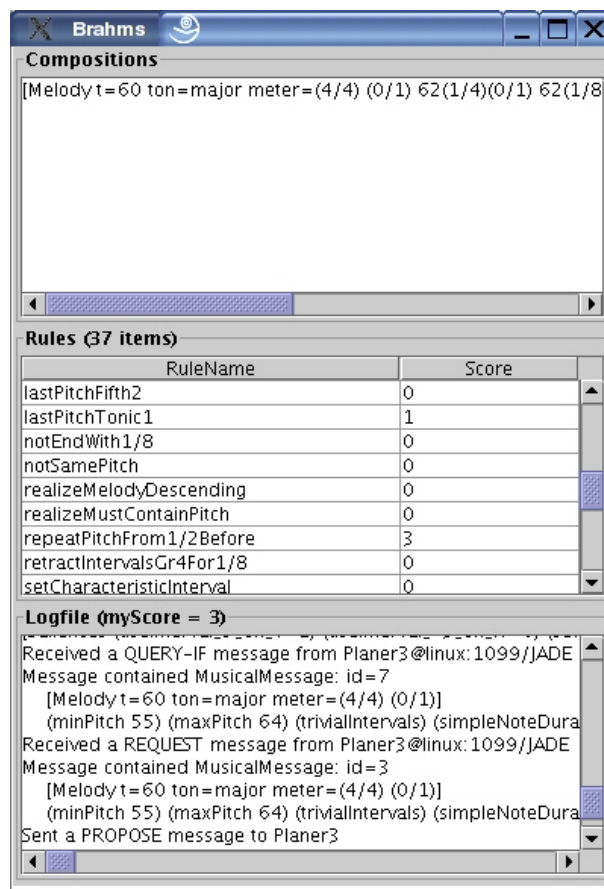 Brahms
Compositions
[Melody t=60 ton=major meter=(4/4) (0/1) 62(1/4)(0/1) 62(1/8
Rules (37 items)
RuleName Score
lastPitchFifth2 0
lastPitchTonic1 1
notEndWith1/8 0
notSamePitch 0
realizeMelodyDescending 0
realizeMustContainPitch 0
repeatPitchFrom1/2Before 3
retractIntervalsGr4For1/8 0
setCharacteristicInterval 0
Logfile (myScore = 3)
Received a QUERY-IF message from Planer3@linux:1099/JADE
Message contained MusicalMessage: id=7
[Melody t=60 ton=major meter=(4/4) (0/1)]
(minPitch 55) (maxPitch 64) (trivialIntervals) (simpleNoteDura
Received a REQUEST message from Planer3@linux:1099/JADE
Message contained MusicalMessage: id=3
[Melody t=60 ton=major meter=(4/4) (0/1)]
(minPitch 55) (maxPitch 64) (trivialIntervals) (simpleNoteDura
Sent a PROPOSE message to Planer3